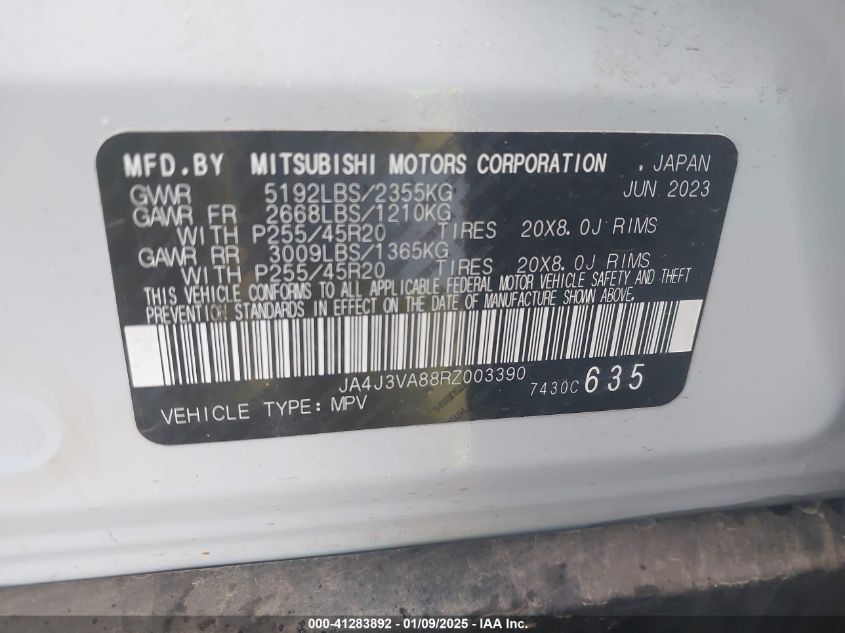 MFD.BY MITSUBISHI MOTORS CORPORATION , JAPAN
GVWR 5192LBS/2355KG JUN.2023
GAWR FR 2668LBS/1210KG
WITH P255/45R20 TIRES 20X8.0J RIMS
GAWR RR 3009LBS/1365KG
WITH P255/45R20 TIRES 20X8.0J RIMS
THIS VEHICLE CONFORMS TO ALL APPLICABLE FEDERAL MOTOR VEHICLE SAFETY AND THEFT
PREVENTION STANDARDS IN EFFECT ON THE DATE OF MANUFACTURE SHOWN ABOVE.
JA4J3VA88RZ003390 7430C 635
VEHICLE TYPE: MPV
000-41283892 - 01/09/2025 - IAA Inc.